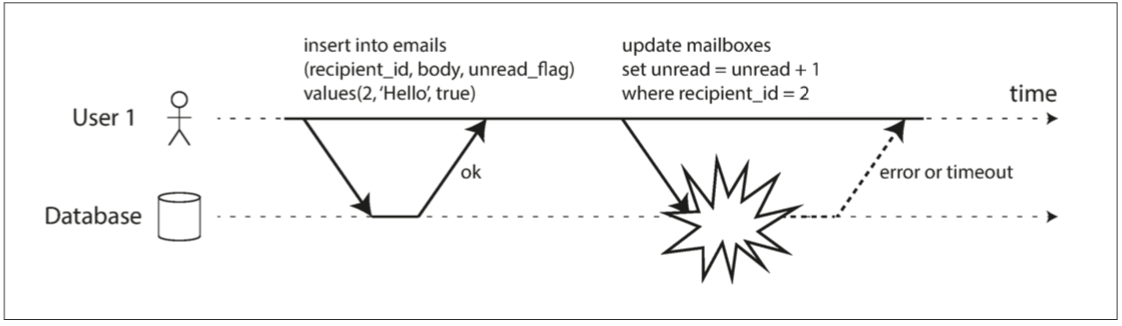 insert into emails
(recipient_id, body, unread_flag)
values(2, ‘Hello’, true)
update mailboxes
set unread = unread + 1
where recipient_id = 2
time
User 1
ok
error or timeout
Database